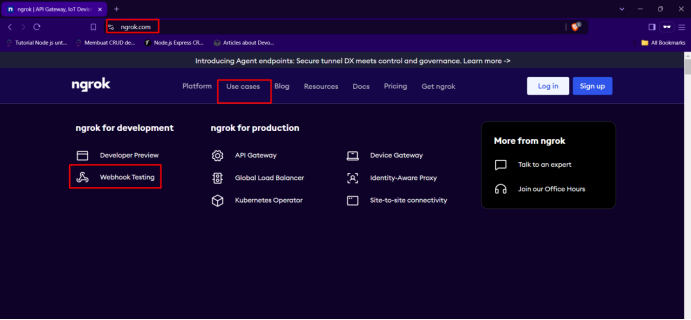 ngrok | API Gateway, IoT Devic
ngrok.com
Tutorial Node js unt...
Membuat CRUD de...
Node.js Express CR...
Articles about Devo...
All Bookmarks
Introducing Agent endpoints: Secure tunnel DX meets control and governance. Learn more ->
ngrok
Platform
Use cases
Blog
Resources
Docs
Pricing
Get ngrok
Log in
Sign up
ngrok for development
Developer Preview
Webhook Testing
ngrok for production
API Gateway
Global Load Balancer
Kubernetes Operator
Device Gateway
Identity-Aware Proxy
Site-to-site connectivity
More from ngrok
Talk to an expert
Join our Office Hours